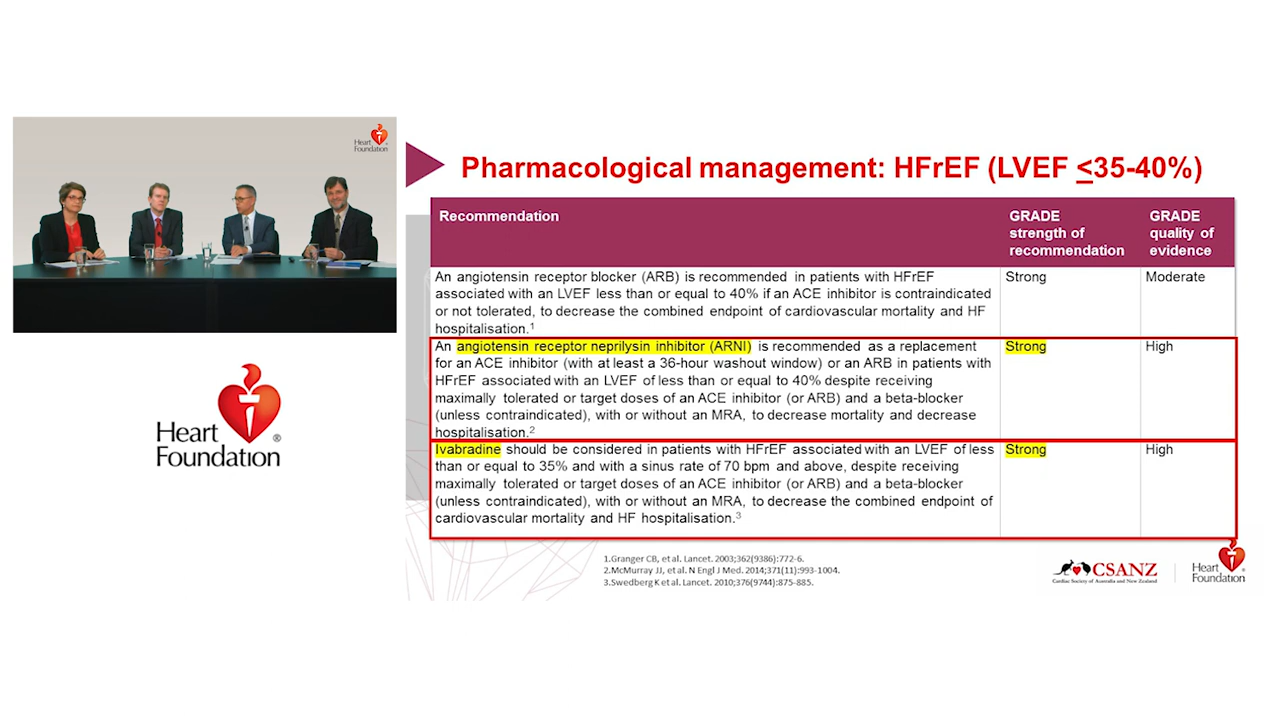 Heart
Foundation
Heart
Foundation
Pharmacological management: HFrEF (LVEF <35-40%)
Recommendation
GRADE
strength of
recommendation
GRADE
quality of
evidence
An angiotensin receptor blocker (ARB) is recommended in patients with HFrEF
associated with an LVEF less than or equal to 40% if an ACE inhibitor is contraindicated
or not tolerated, to decrease the combined endpoint of cardiovascular mortality and HF
hospitalisation.1
Strong
Moderate
An angiotensin receptor neprilysin inhibitor (ARNI) is recommended as a replacement
for an ACE inhibitor (with at least a 36-hour washout window) or an ARB in patients with
HFrEF associated with an LVEF of less than or equal to 40% despite receiving
maximally tolerated or target doses of an ACE inhibitor (or ARB) and a beta-blocker
(unless contraindicated), with or without an MRA, to decrease mortality and decrease
hospitalisation.2
Strong
High
Ivabradine should be considered in patients with HFrEF associated with an LVEF of less
than or equal to 35% and with a sinus rate of 70 bpm and above, despite receiving
maximally tolerated or target doses of an ACE inhibitor (or ARB) and a beta-blocker
(unless contraindicated), with or without an MRA, to decrease the combined endpoint of
cardiovascular mortality and HF hospitalisation.3
Strong
High
1.Granger CB, et al. Lancet. 2003;362(9386):772-6.
2.McMurray JJ, et al. N Engl J Med. 2014;371(11):993-1004.
3.Swedberg K et al. Lancet. 2010;376(9744):875-885.
CSANZ
Cardiac Society of Australia and New Zealand
Heart
Foundation